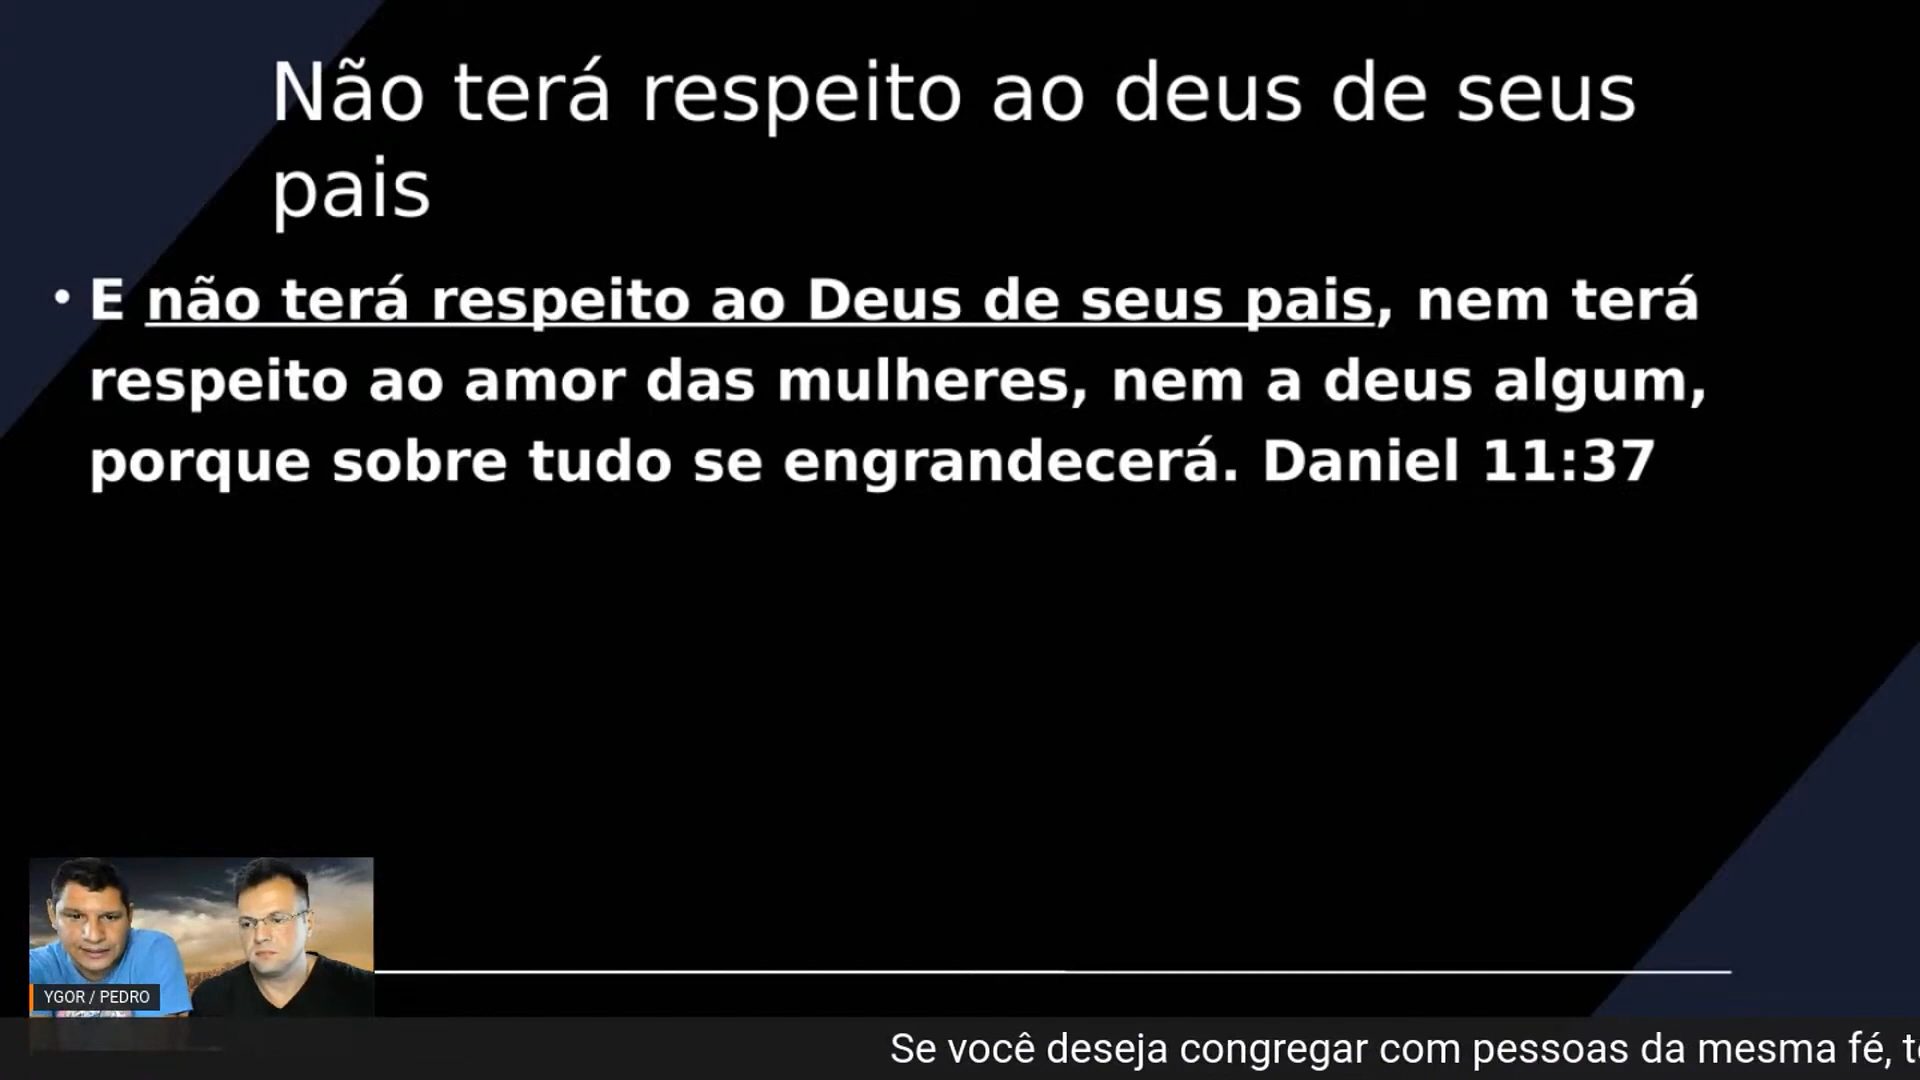 Não terá respeito ao deus de seus
pais
• E não terá respeito ao Deus de seus pais, nem terá
respeito ao amor das mulheres, nem a deus algum,
porque sobre tudo se engrandecerá. Daniel 11:37
YGOR / PEDRO
Se você deseja congregar com pessoas da mesma fé,